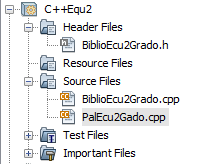 C++Equ2
Header Files
BiblioEcu2Grado.h
Resource Files
Source Files
BiblioEcu2Grado.cpp
PalEcu2Gado.cpp
Test Files
Important Files